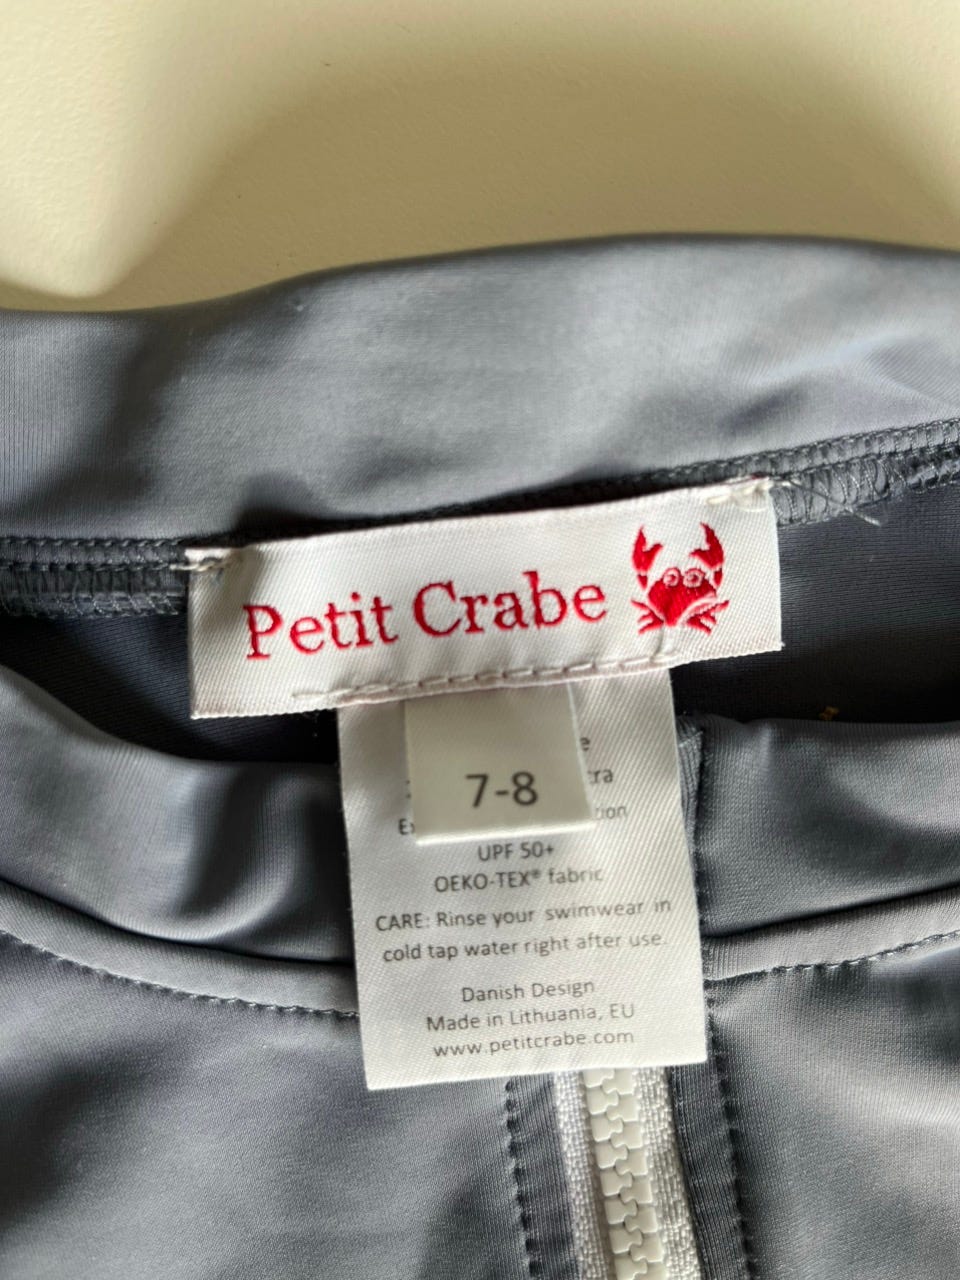 Petit Crabe
7-8
UPF 50+
OEKO-TEX® fabric
CARE: Rinse your swimwear in
cold tap water right after use.
Danish Design
Made in Lithuania, EU
www.petitcrabe.com